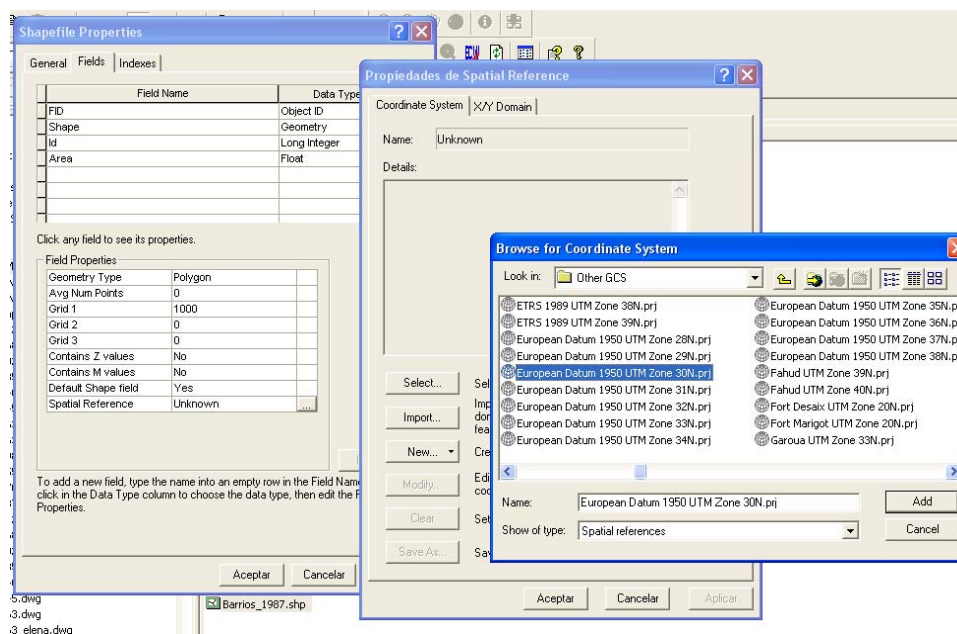 Shapefile Properties
General Fields Indexes
Field Name Data Type
FID Object ID
Shape Geometry
Id Long Integer
Area Float
Click any field to see its properties.
Field Properties
Geometry Type Polygon
Avg Num Points 0
Grid 1 1000
Grid 2 0
Grid 3 0
Contains Z values No
Contains M values No
Default Shape field Yes
Spatial Reference Unknown ...
To add a new field, type the name into an empty row in the Field Name
click in the Data Type column to choose the data type, then edit the F
Properties.
Aceptar Cancelar
Propiedades de Spatial Reference
Coordinate System X/Y Domain
Name: Unknown
Details:
Select... Sel
Import... Imp
dor
fea
New... Cre
Modify... Edi
coo
Clear Set
Save As... Sav
Aceptar Cancelar Aplicar
Browse for Coordinate System
Look in: Other GCS
ETRS 1989 UTM Zone 38N.prj
ETRS 1989 UTM Zone 39N.prj
European Datum 1950 UTM Zone 28N.prj
European Datum 1950 UTM Zone 29N.prj
European Datum 1950 UTM Zone 30N.prj
European Datum 1950 UTM Zone 31N.prj
European Datum 1950 UTM Zone 32N.prj
European Datum 1950 UTM Zone 33N.prj
European Datum 1950 UTM Zone 34N.prj
European Datum 1950 UTM Zone 35N.p
European Datum 1950 UTM Zone 36N.p
European Datum 1950 UTM Zone 37N.p
European Datum 1950 UTM Zone 38N.p
Fahud UTM Zone 39N.prj
Fahud UTM Zone 40N.prj
Fort Desaix UTM Zone 20N.prj
Fort Marigot UTM Zone 20N.prj
Garoua UTM Zone 33N.prj
Name: European Datum 1950 UTM Zone 30N.prj Add
Show of type: Spatial references Cancel
5.dwg
3.dwg
3_elena.dwg
Barrios_1987.shp